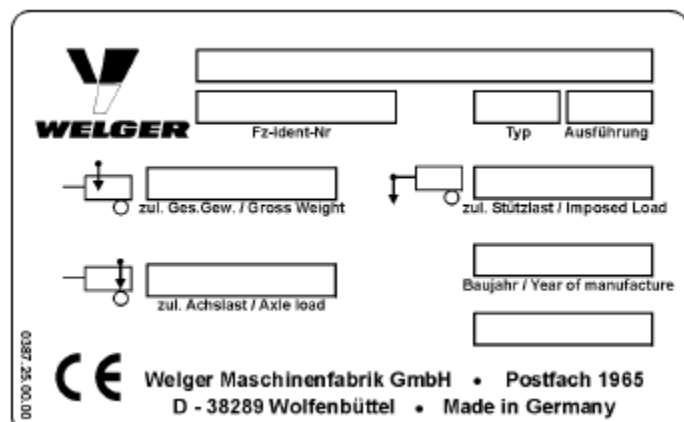 WELGER
Fz-Ident-Nr
Typ
Ausführung
zul. Ges.Gew. / Gross Weight
zul. Stützlast / Imposed Load
zul. Achslast / Axle load
Baujahr / Year of manufacture
0387.25.00.00
CE
Welger Maschinenfabrik GmbH • Postfach 1965
D - 38289 Wolfenbüttel • Made in Germany